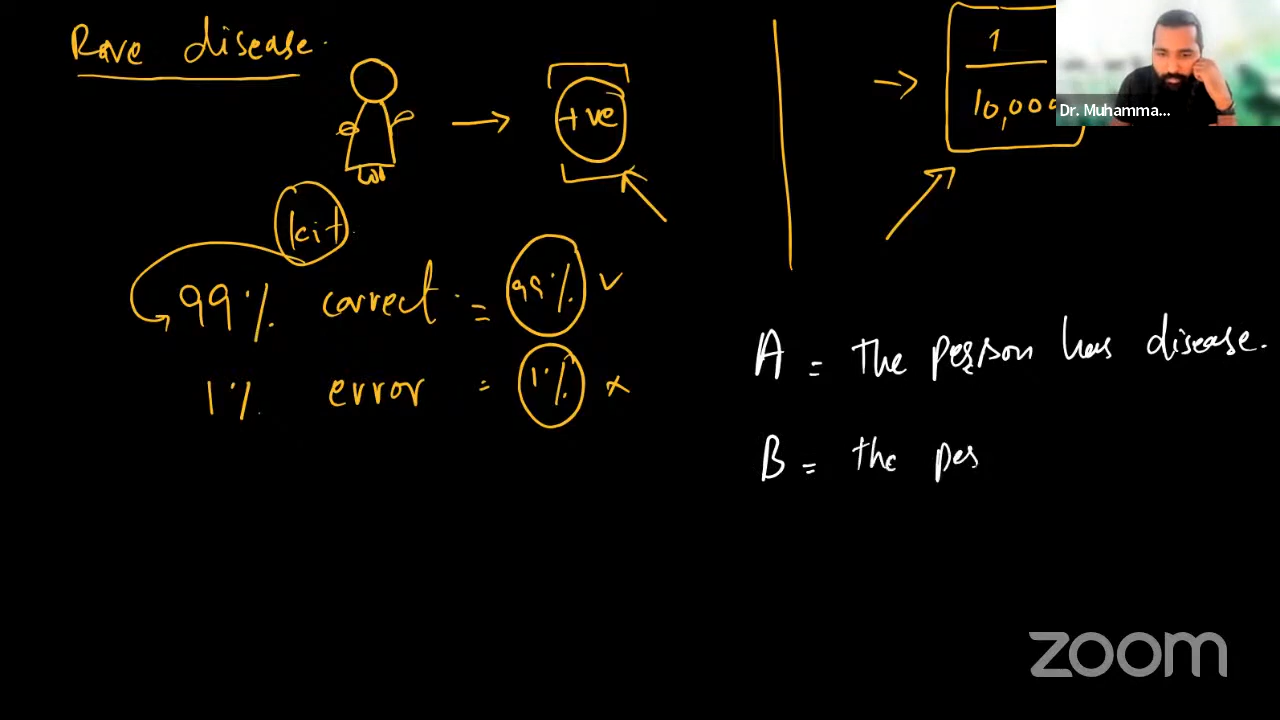 Rare disease.
+ve
1
10,000
Dr. Muhamma...
kit
99% correct = 99% ✓
1% error = 1% ×
A = the person has disease.
B = the pes
zoom